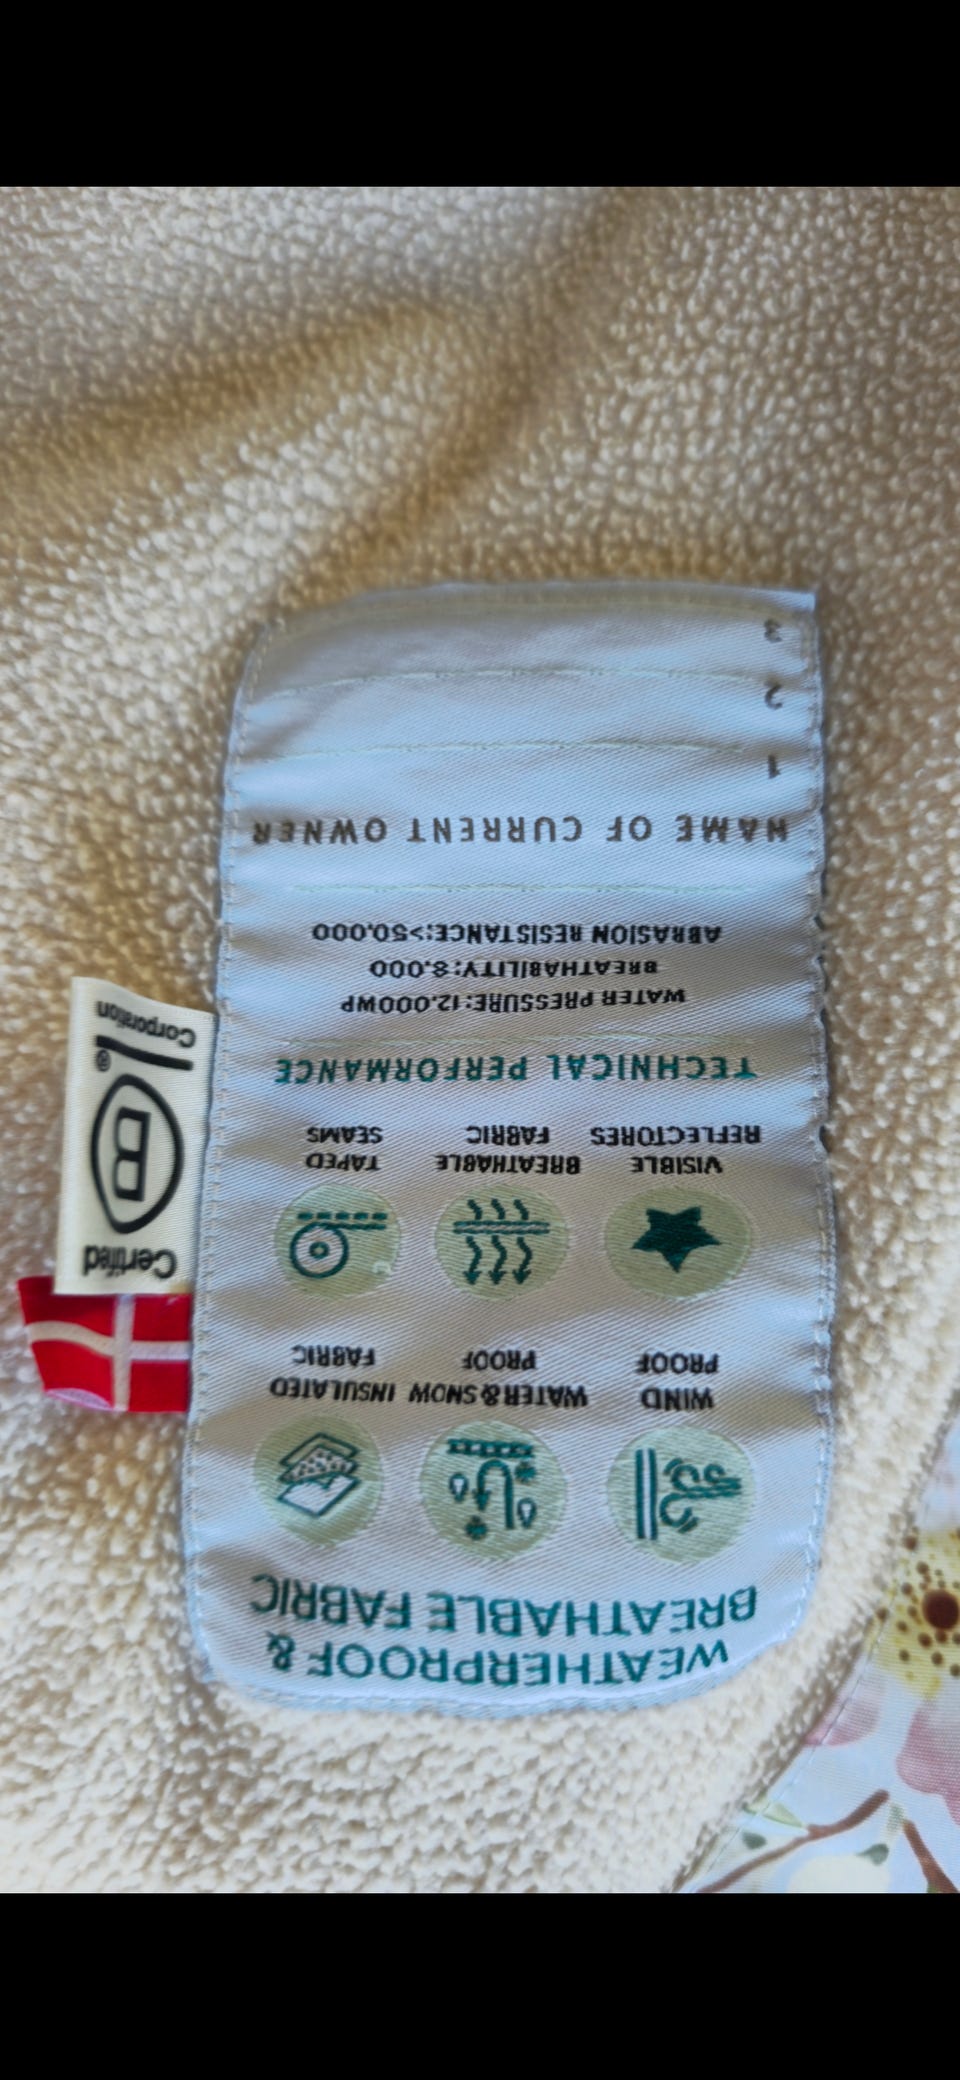 WEATHERPROOF &
BREATHABLE FABRIC
WIND
PROOF
WATER & SNOW
PROOF
INSULATED
FABRIC
VISIBLE
REFLECTORES
BREATHABLE
FABRIC
TAPED
SEAMS
TECHNICAL PERFORMANCE
WATER PRESSURE: 12.000WP
BREATHABILITY: 8.000
ABRASION RESISTANCE: >50.000
NAME OF CURRENT OWNER
1
2
3
Certified
B
®
Corporation